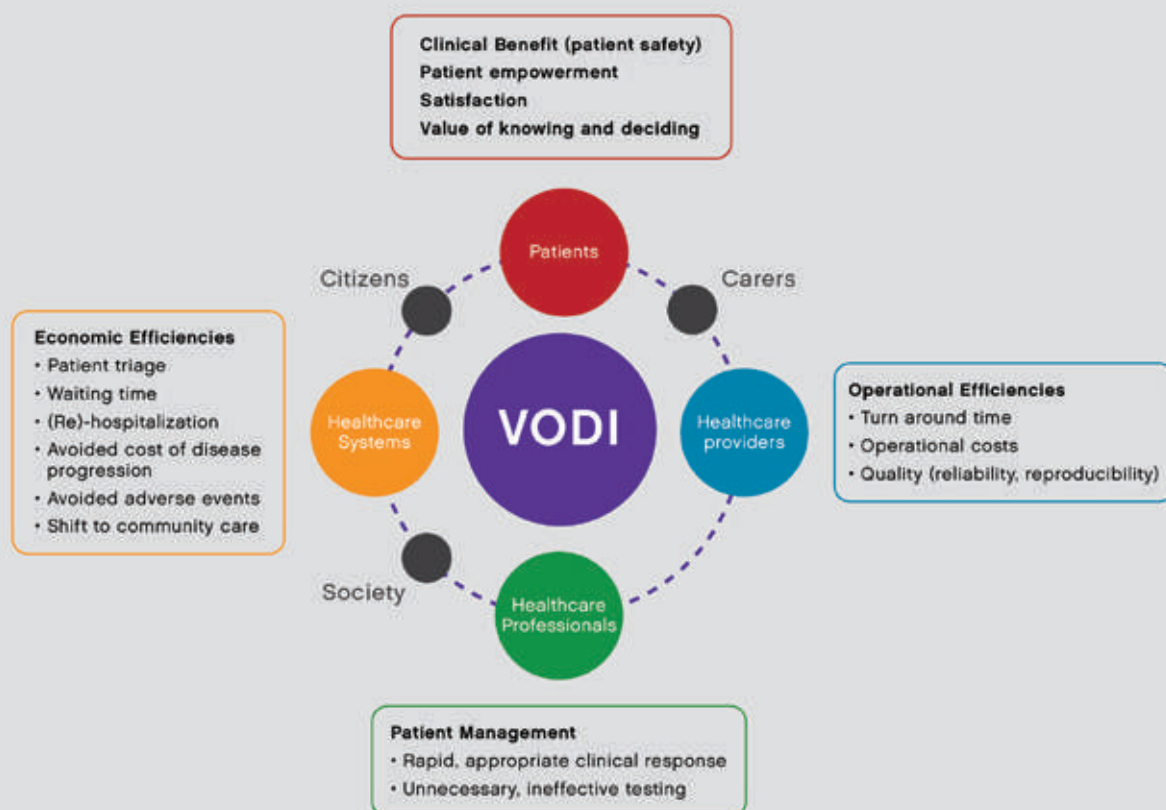 Clinical Benefit (patient safety)
Patient empowerment
Satisfaction
Value of knowing and deciding
Patients
Citizens
Carers
Economic Efficiencies
• Patient triage
• Waiting time
• (Re)-hospitalization
• Avoided cost of disease
progression
• Avoided adverse events
• Shift to community care
Healthcare
Systems
VODI
Healthcare
providers
Operational Efficiencies
• Turn around time
• Operational costs
• Quality (reliability, reproducibility)
Society
Healthcare
Professionals
Patient Management
• Rapid, appropriate clinical response
• Unnecessary, ineffective testing